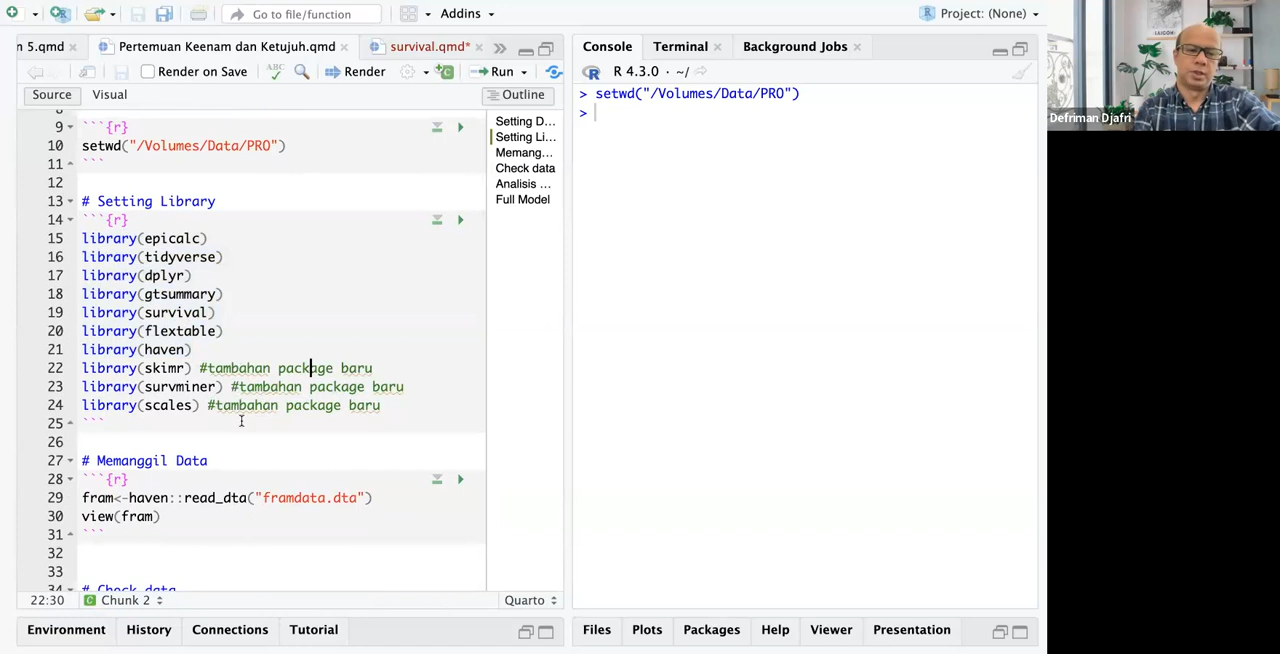 Go to file/function
Addins
Project: (None)
n 5.qmd
Pertemuan Keenam dan Ketujuh.qmd
survival.qmd*
Render on Save
ABC
Render
Run
Source
Visual
Outline
9 ```{r}
10 setwd("/Volumes/Data/PRO")
11 ```
12
13 # Setting Library
14 ```{r}
15 library(epicalc)
16 library(tidyverse)
17 library(dplyr)
18 library(gtsummary)
19 library(survival)
20 library(flextable)
21 library(haven)
22 library(skimr) #tambahan package baru
23 library(survminer) #tambahan package baru
24 library(scales) #tambahan package baru
25 ```
26
27 # Memanggil Data
28 ```{r}
29 fram<-haven::read_dta("framdata.dta")
30 view(fram)
31 ```
32
33
34 # Check data
Setting D...
Setting Li...
Memang...
Check data
Analisis ...
Full Model
22:30
C Chunk 2
Quarto
Environment
History
Connections
Tutorial
Console
Terminal
Background Jobs
R R 4.3.0 · ~/
> setwd("/Volumes/Data/PRO")
>
Files
Plots
Packages
Help
Viewer
Presentation
Defriman Djafri